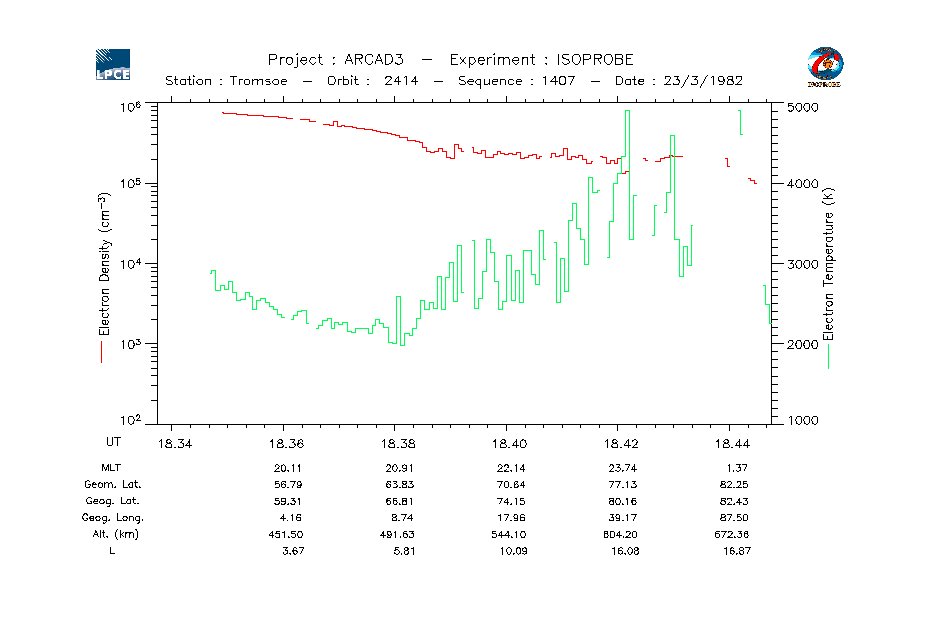 LPCE
Project : ARCAD3 — Experiment : ISOPROBE
ISOPROBE
Station : Tromsoe — Orbit : 2414 — Sequence : 1407 — Date : 23/3/1982
10⁶ 5000
10⁵ 4000
10⁴ 3000
10³ 2000
10² 1000
Electron Density (cm⁻³)
Electron Temperature (K)
UT 18.34 18.36 18.38 18.40 18.42 18.44
MLT 20.11 20.91 22.14 23.74 1.37
Geom. Lat. 56.79 63.83 70.64 77.13 82.25
Geog. Lat. 59.31 66.81 74.15 80.16 82.43
Geog. Long. 4.16 8.74 17.96 39.17 87.50
Alt. (km) 451.50 491.63 544.10 604.20 672.36
L 3.67 5.81 10.09 16.08 16.87